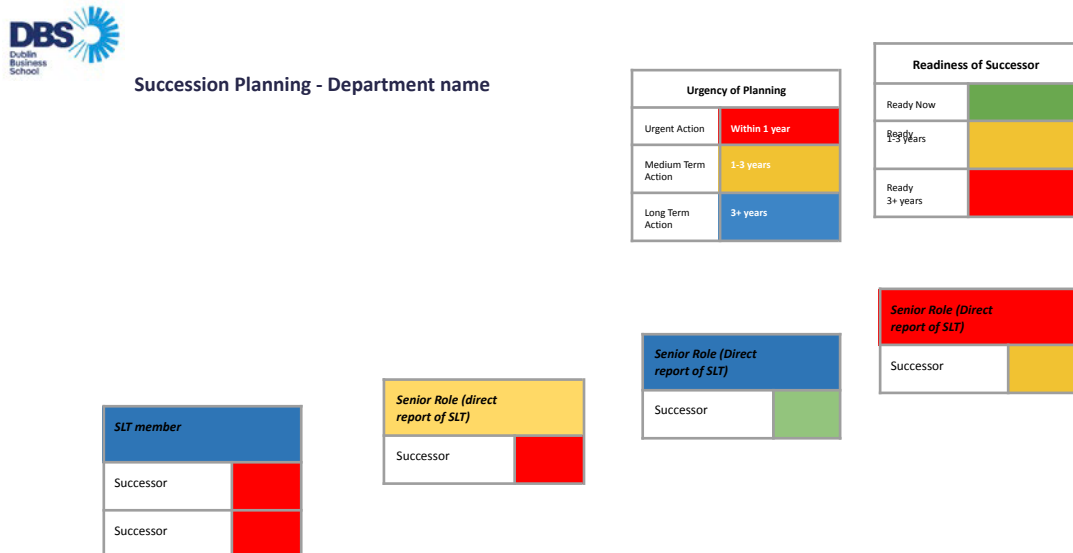 DBS
Dublin
Business
School
Succession Planning - Department name
Urgency of Planning
Urgent Action
Within 1 year
Medium Term
Action
1-3 years
Long Term
Action
3+ years
Readiness of Successor
Ready Now
Ready
1-3 years
Ready
3+ years
SLT member
Successor
Successor
Senior Role (direct
report of SLT)
Successor
Senior Role (Direct
report of SLT)
Successor
Senior Role (Direct
report of SLT)
Successor